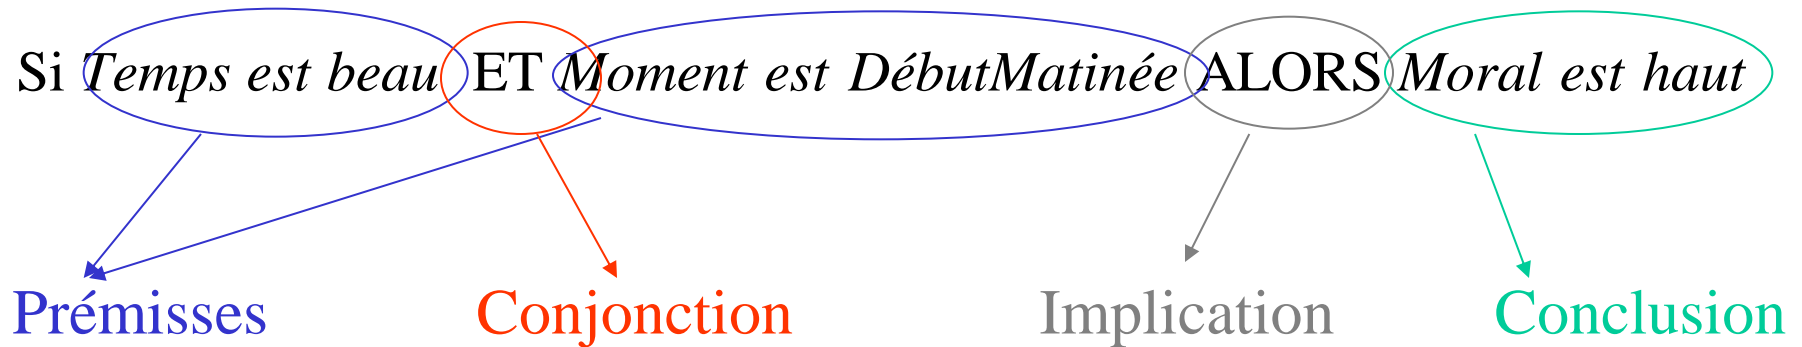 Si Temps est beau ET Moment est DébutMatinée ALORS Moral est haut
Prémisses Conjonction Implication Conclusion